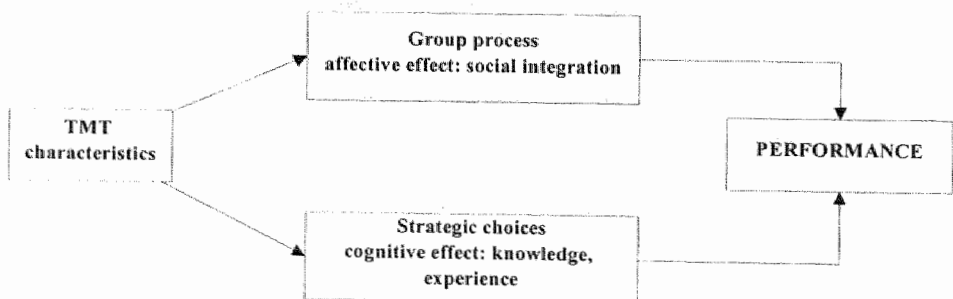 Group process
affective effect: social integration
TMT
characteristics
PERFORMANCE
Strategic choices
cognitive effect: knowledge,
experience